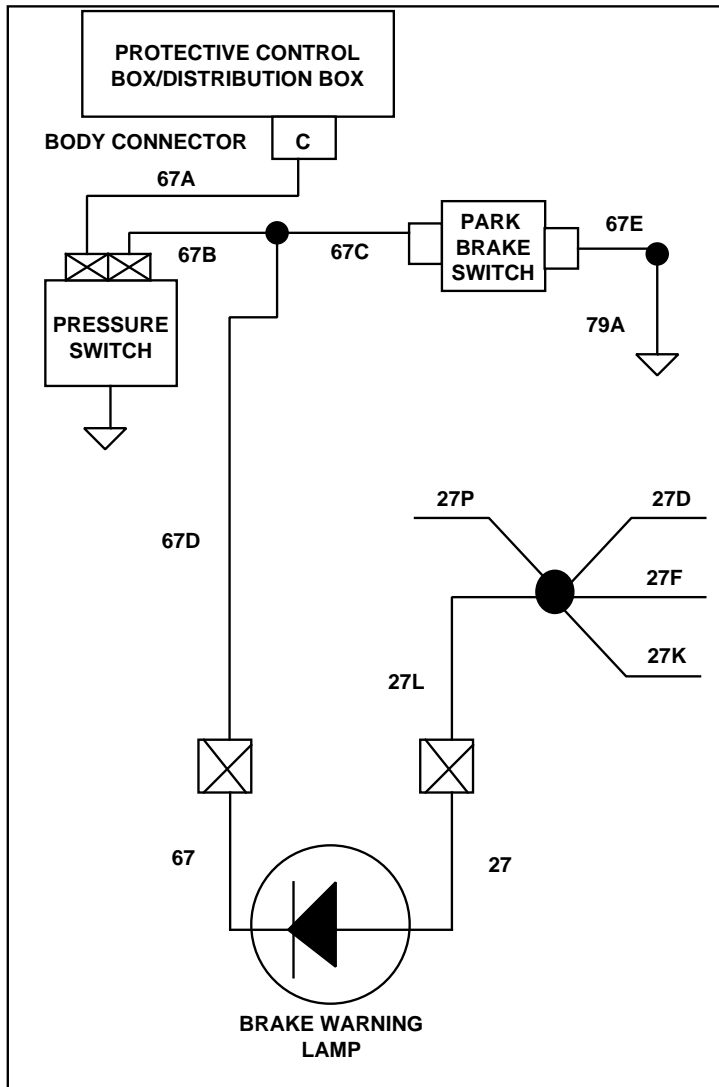 PROTECTIVE CONTROL
BOX/DISTRIBUTION BOX
BODY CONNECTOR
C
67A
67B
67C
PARK
BRAKE
SWITCH
67E
PRESSURE
SWITCH
79A
67D
27P
27D
27F
27K
27L
67
27
BRAKE WARNING
LAMP